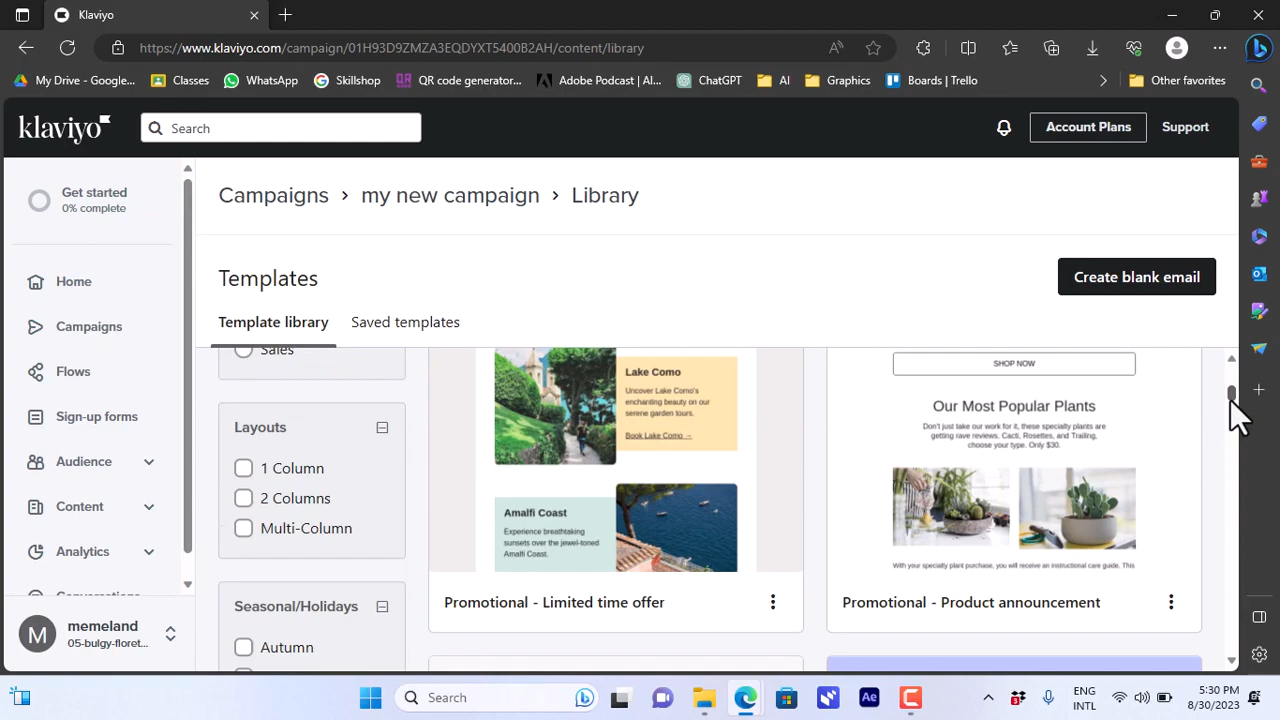 https://www.klaviyo.com/campaign/01H93D9ZMZA3EQDYXT5400B2AH/content/library
My Drive - Google...
Classes
WhatsApp
Skillshop
QR code generator...
Adobe Podcast | Al...
ChatGPT
AI
Graphics
Boards | Trello
Other favorites
klaviyo
Search
Account Plans
Support
Get started
0% complete
Home
Campaigns
Flows
Sign-up forms
Audience
Content
Analytics
Conversations
M
memeland
05-bulgy-floret...
Campaigns > my new campaign > Library
Templates
Create blank email
Template library
Saved templates
Sales
Layouts
1 Column
2 Columns
Multi-Column
Seasonal/Holidays
Autumn
Lake Como
Uncover Lake Como's
enchanting beauty on our
serene garden tours.
Book Lake Como →
Amalfi Coast
Experience breathtaking
sunsets over the jewel-toned
Amalfi Coast.
Promotional - Limited time offer
SHOP NOW
Our Most Popular Plants
Don't just take our work for it, these specialty plants are
getting rave reviews. Cacti, Rosettes, and Trailing,
choose your type. Only $30.
With your specialty plant purchase, you will receive an instructional care guide. This
Promotional - Product announcement
Search
Ae
ENG
INTL
5:30 PM
8/30/2023